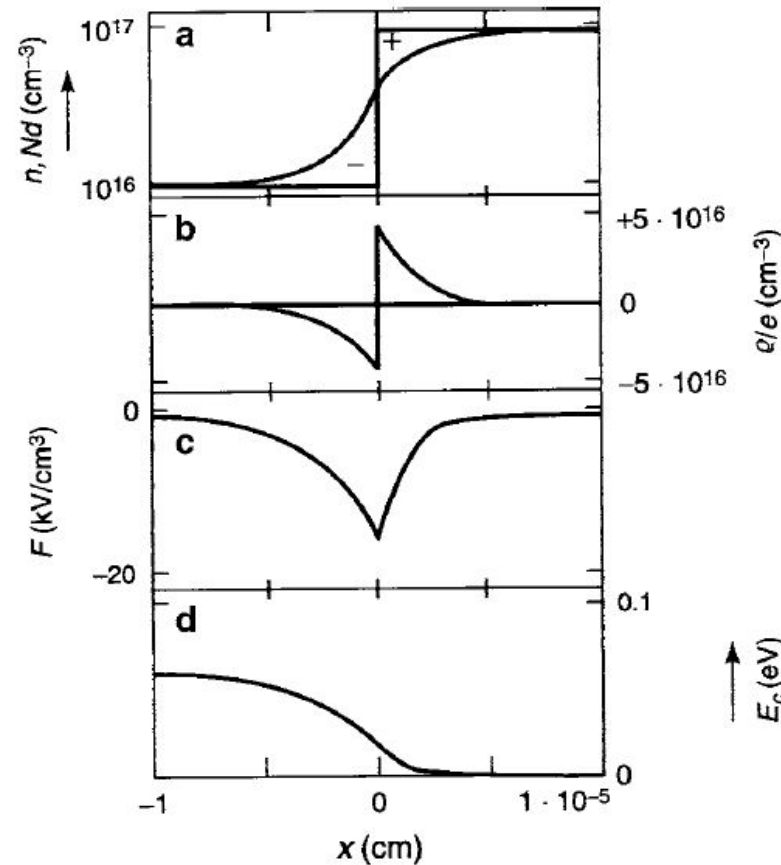 a
10¹⁷
+
n, Nd (cm⁻³)
–
10¹⁶
b
+5 · 10¹⁶
0
ϱ/e (cm⁻³)
–5 · 10¹⁶
c
0
F (kV/cm³)
–20
d
0.1
E_c (eV)
0
–1
0
1 · 10⁻⁵
x (cm)